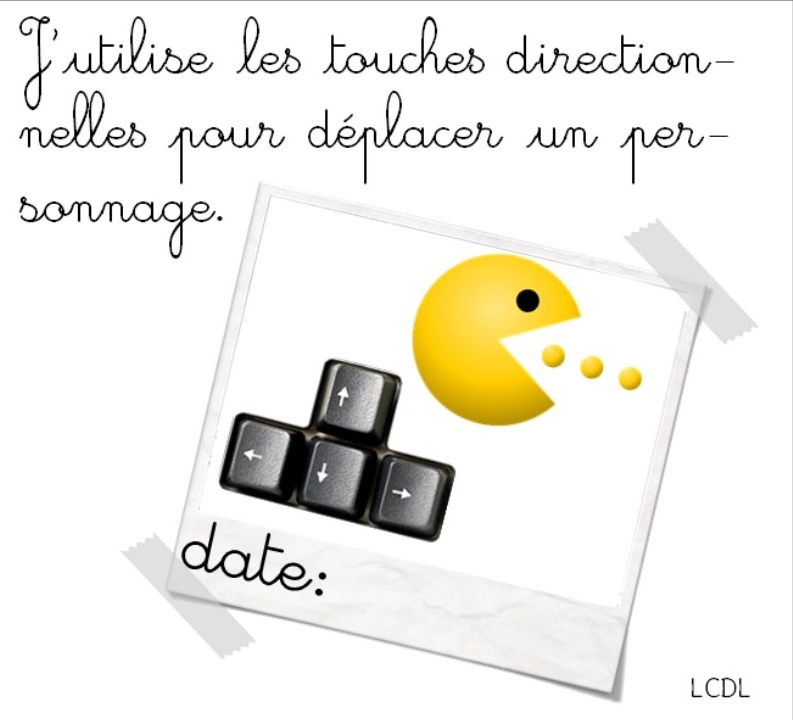 J'utilise les touches direction-
nelles pour déplacer un per-
sonnage.
date:
LCDL